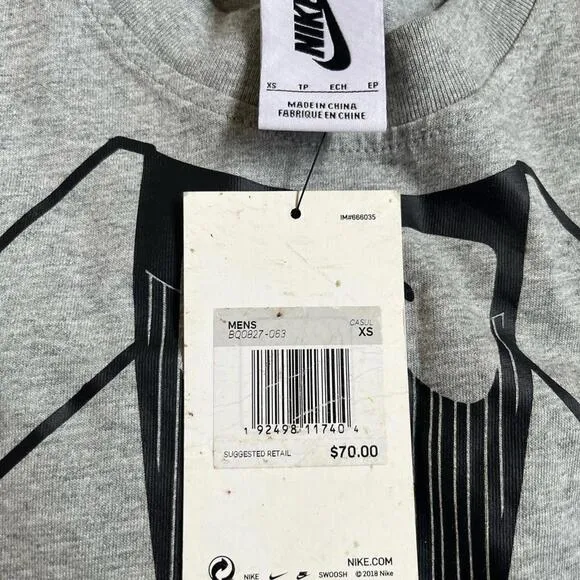 NIKE
XS TP ECH EP
MADE IN CHINA
FABRIQUE EN CHINE
IM#666035
MENS CASUL
BQ0827-063 XS
1 92498 11740 4
SUGGESTED RETAIL $70.00
NIKE.COM
NIKE SWOOSH © 2018 Nike